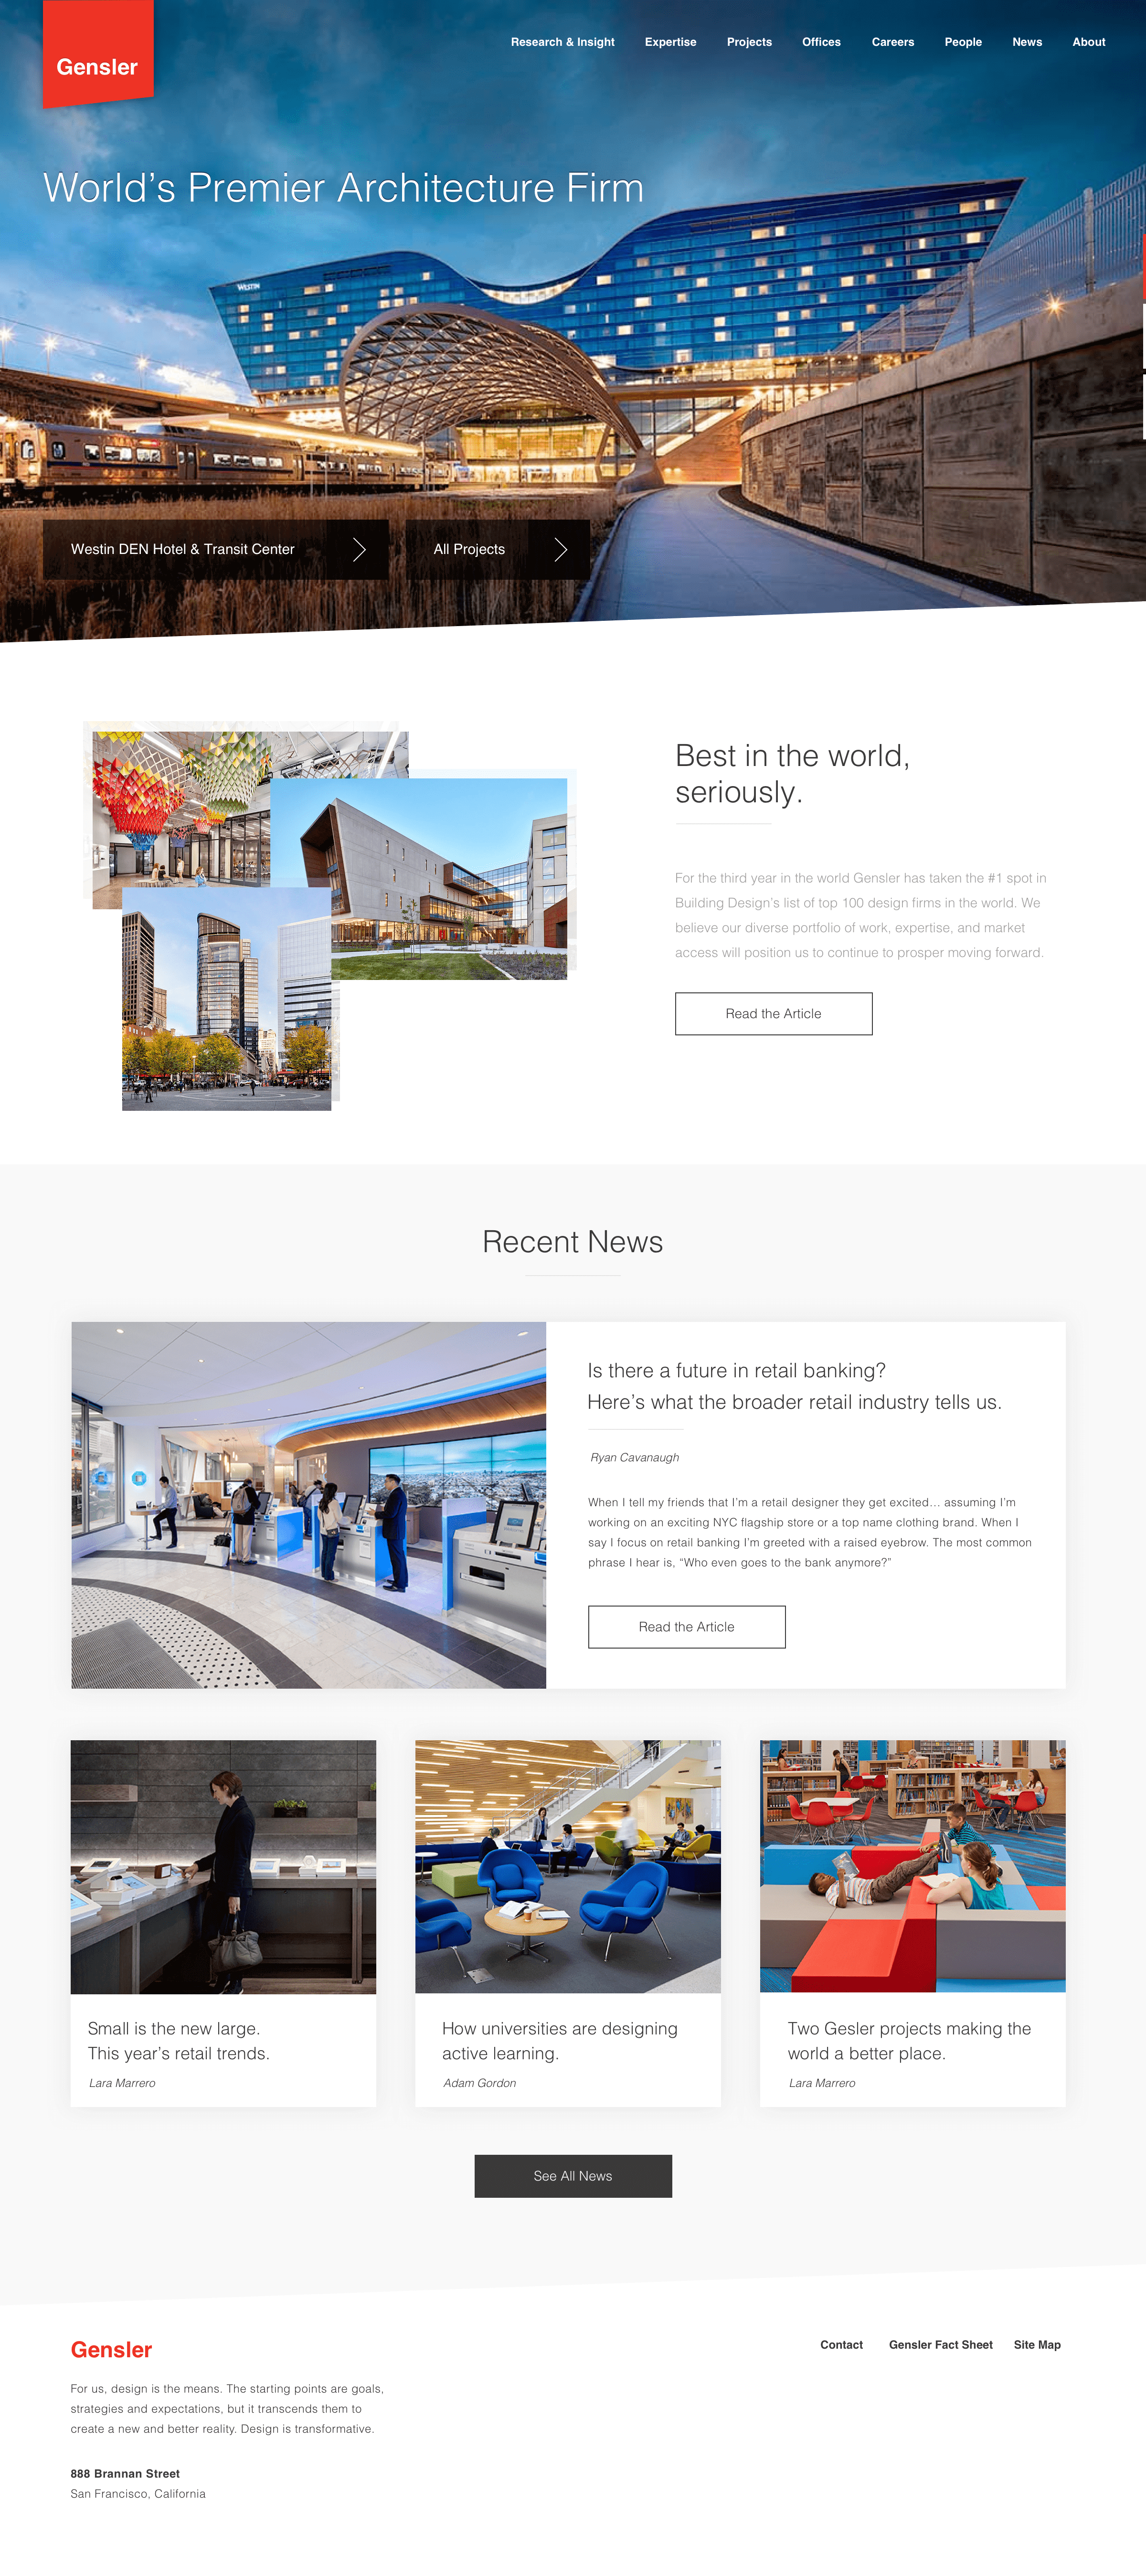 Gensler
Research & Insight
Expertise
Projects
Offices
Careers
People
News
About
World’s Premier Architecture Firm
WESTIN
Westin DEN Hotel & Transit Center
All Projects
Best in the world,
seriously.
For the third year in the world Gensler has taken the #1 spot in
Building Design’s list of top 100 design firms in the world. We
believe our diverse portfolio of work, expertise, and market
access will position us to continue to prosper moving forward.
Read the Article
Recent News
Is there a future in retail banking?
Here’s what the broader retail industry tells us.
Ryan Cavanaugh
When I tell my friends that I’m a retail designer they get excited… assuming I’m
working on an exciting NYC flagship store or a top name clothing brand. When I
say I focus on retail banking I’m greeted with a raised eyebrow. The most common
phrase I hear is, “Who even goes to the bank anymore?”
Read the Article
Small is the new large.
This year’s retail trends.
Lara Marrero
How universities are designing
active learning.
Adam Gordon
Two Gesler projects making the
world a better place.
Lara Marrero
See All News
Gensler
For us, design is the means. The starting points are goals,
strategies and expectations, but it transcends them to
create a new and better reality. Design is transformative.
888 Brannan Street
San Francisco, California
Contact
Gensler Fact Sheet
Site Map